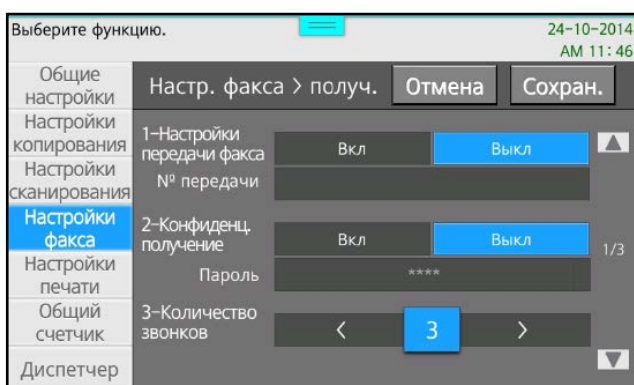 Выберите функцию.
24-10-2014
AM 11:46
Общие
настройки
Настройки
копирования
Настройки
сканирования
Настройки
факса
Настройки
печати
Общий
счетчик
Диспетчер
Настр. факса > получ.
Отмена
Сохран.
1-Настройки
передачи факса
Вкл
Выкл
№ передачи
2-Конфиденц.
получение
Вкл
Выкл
Пароль
****
1/3
3-Количество
звонков
<
3
>